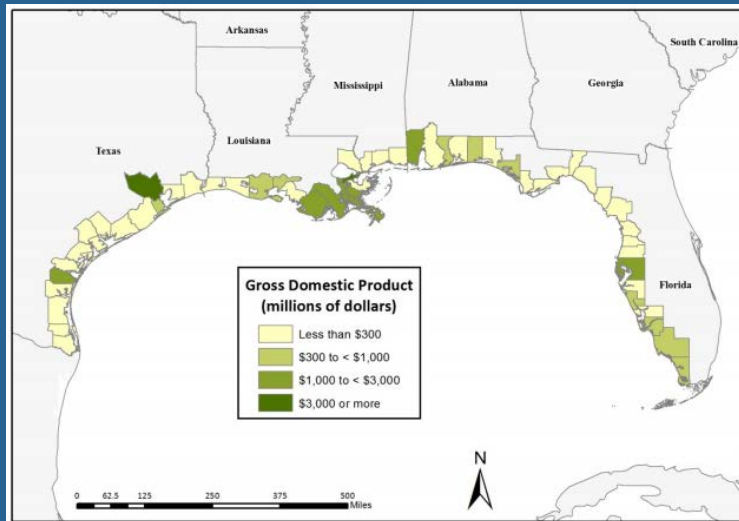 Arkansas
South Carolina
Mississippi
Alabama
Georgia
Louisiana
Texas
Florida
Gross Domestic Product
(millions of dollars)
Less than $300
$300 to < $1,000
$1,000 to < $3,000
$3,000 or more
N
0 62.5 125 250 375 500
Miles